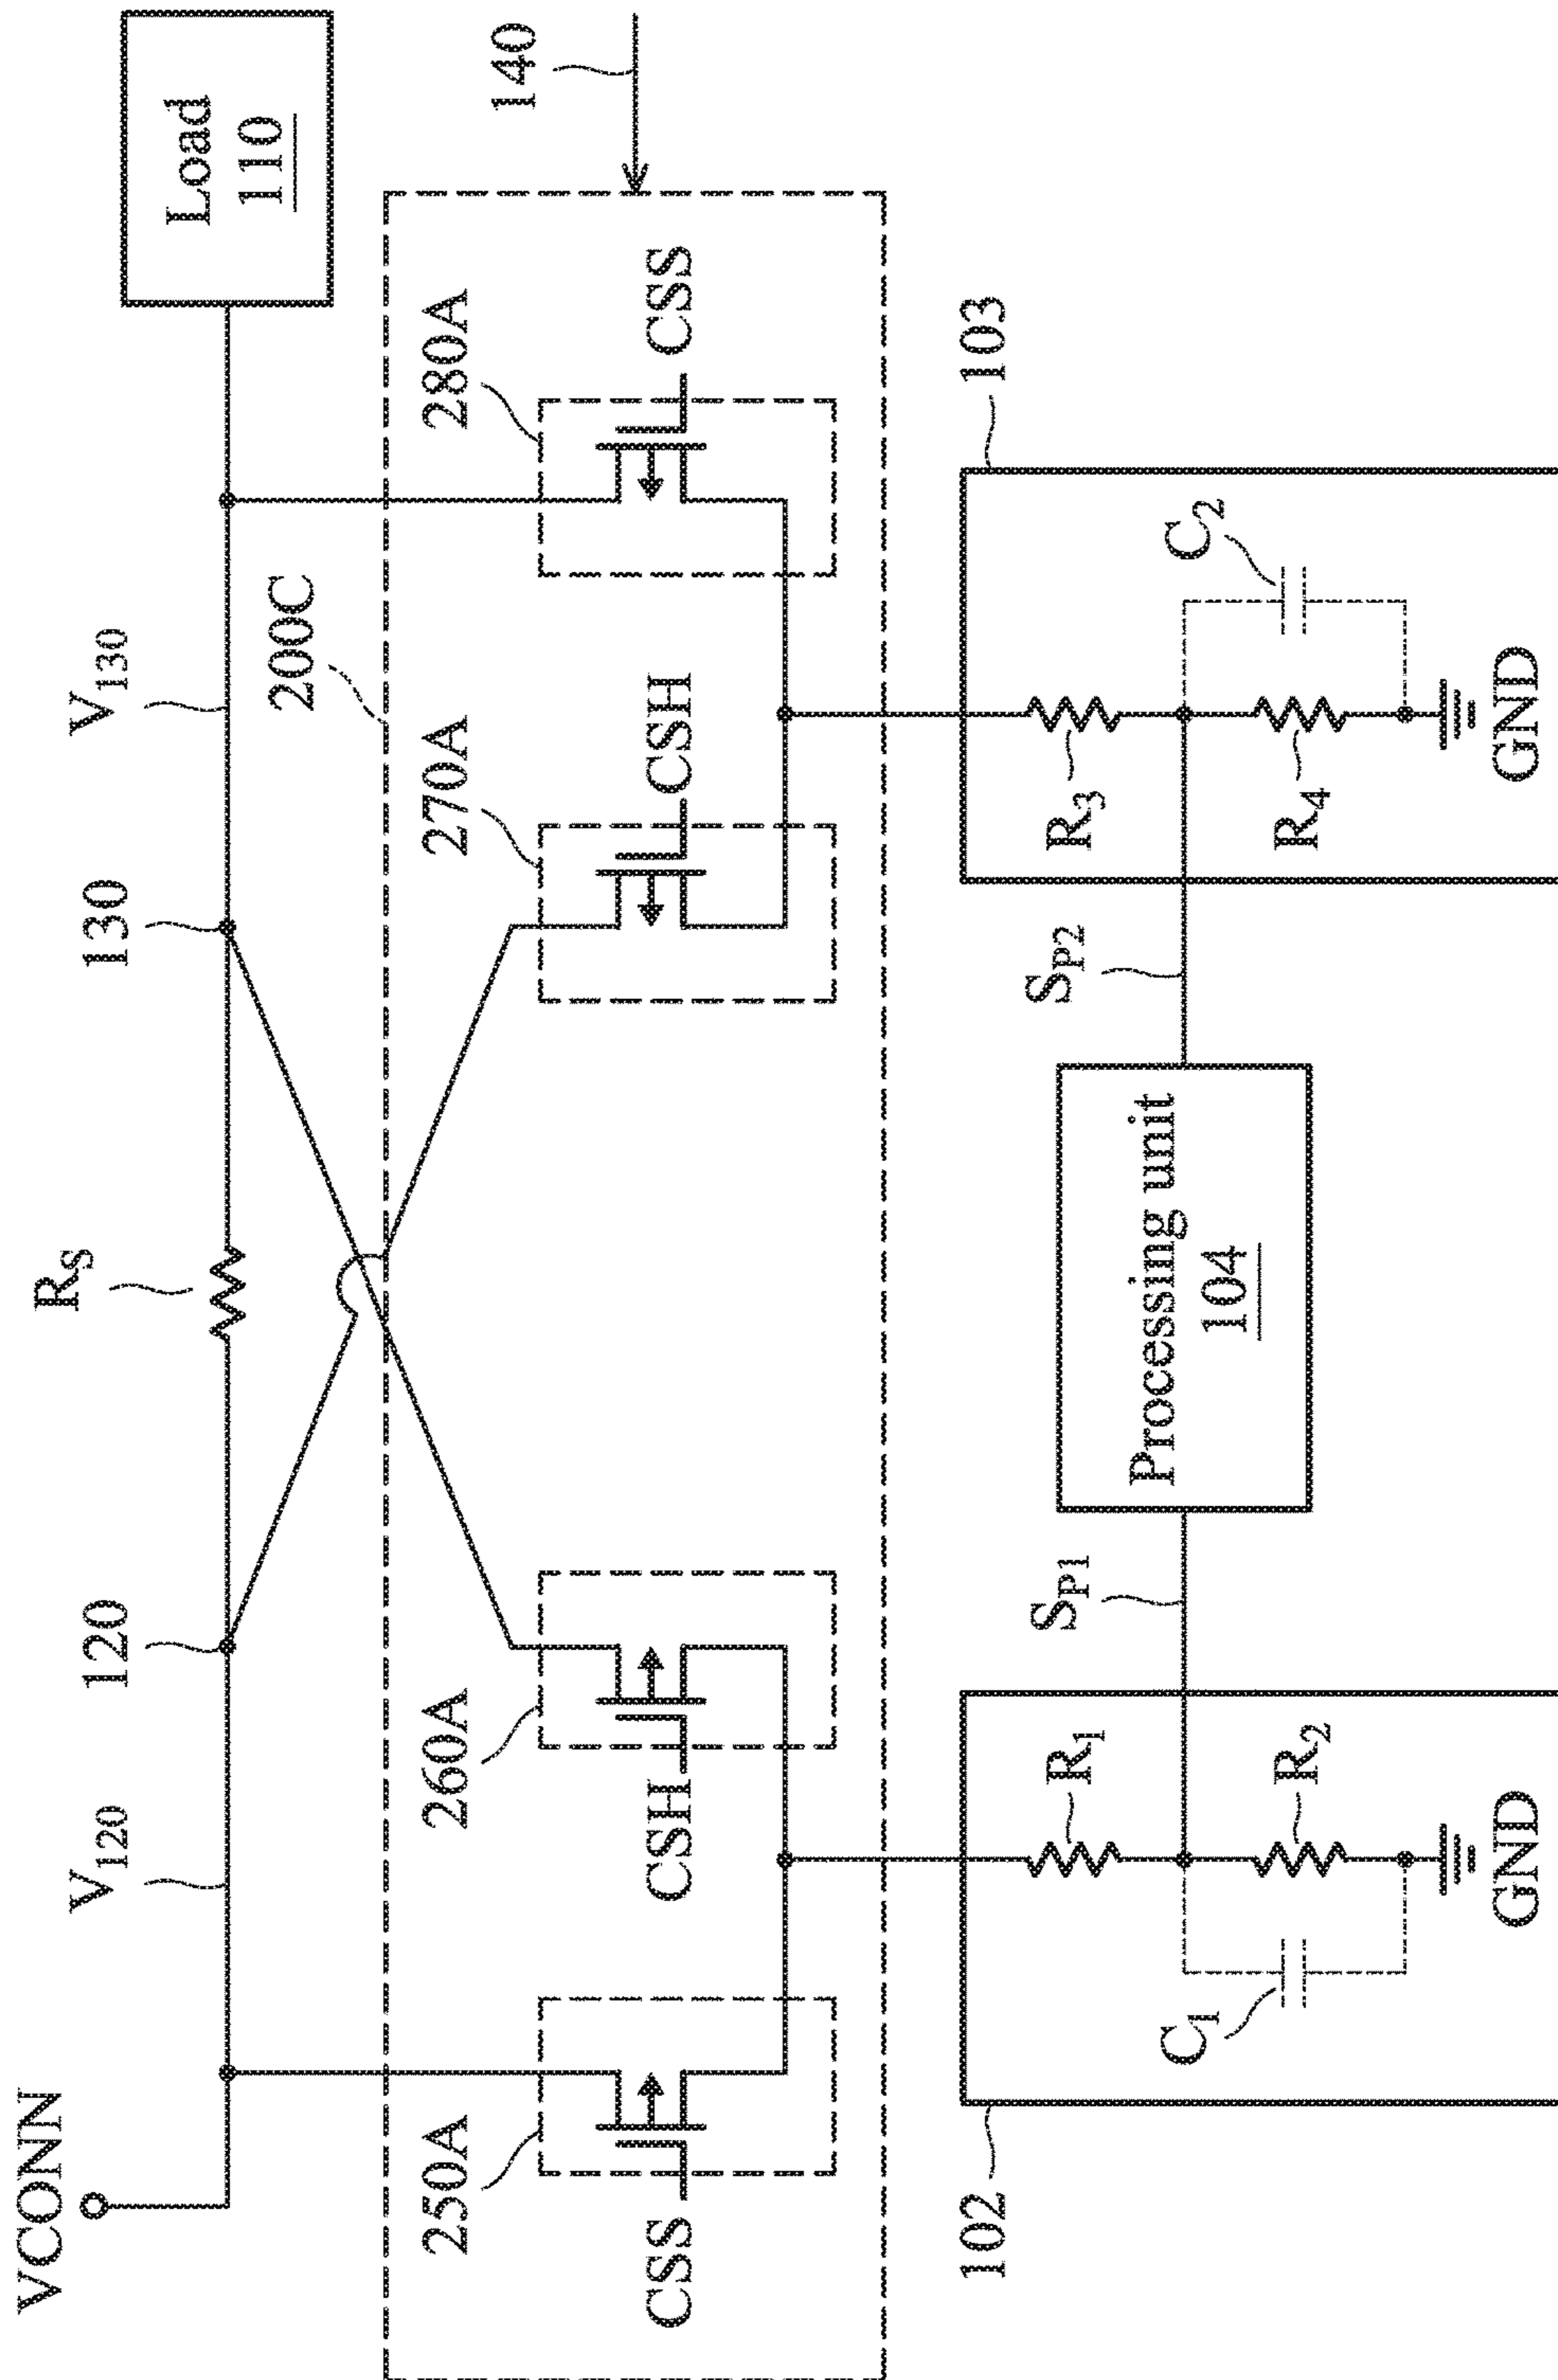 VCONN
V120
120
RS
130
V130
Load
110
200C
140
250A
260A
270A
280A
CSS
CSH
CSH
CSS
102
103
R1
R2
C1
SP1
Processing unit
104
SP2
R3
R4
C2
GND
GND